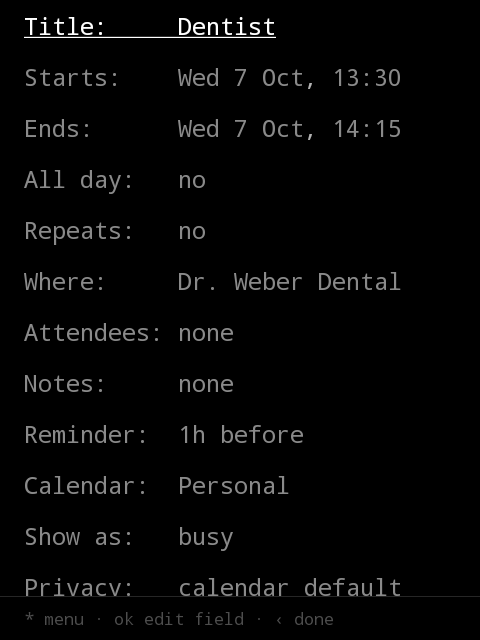 Title: Dentist
Starts: Wed 7 Oct, 13:30
Ends: Wed 7 Oct, 14:15
All day: no
Repeats: no
Where: Dr. Weber Dental
Attendees: none
Notes: none
Reminder: 1h before
Calendar: Personal
Show as: busy
Privacy: calendar default
* menu · ok edit field · ‹ done